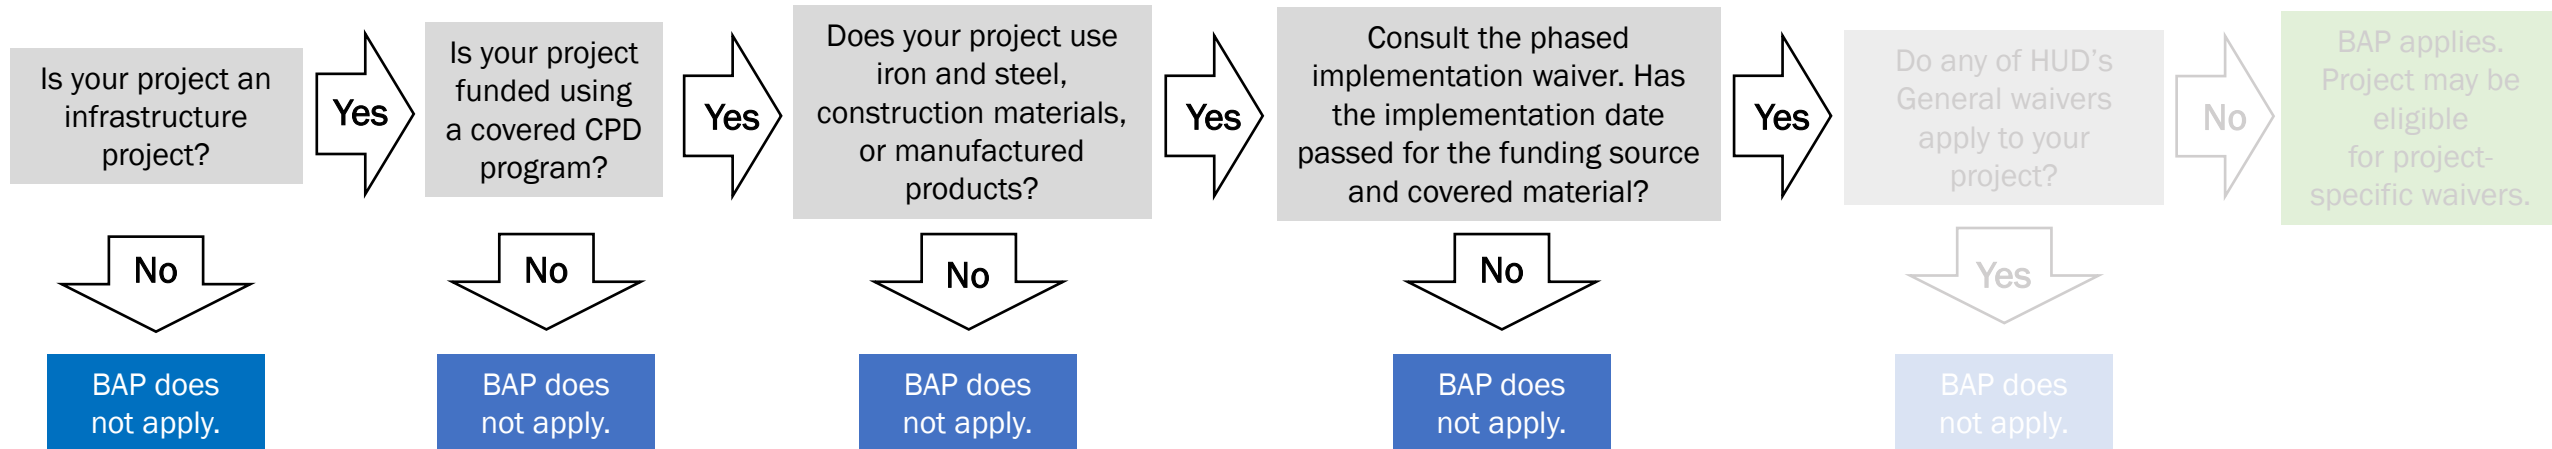 Is your project an
infrastructure
project?
Yes
Is your project
funded using
a covered CPD
program?
Yes
Does your project use
iron and steel,
construction materials,
or manufactured
products?
Yes
Consult the phased
implementation waiver. Has
the implementation date
passed for the funding source
and covered material?
Yes
Do any of HUD's
General waivers
apply to your
project?
No
BAP applies.
Project may be
eligible
for project-
specific waivers.
No
No
No
No
Yes
BAP does
not apply.
BAP does
not apply.
BAP does
not apply.
BAP does
not apply.
BAP does
not apply.